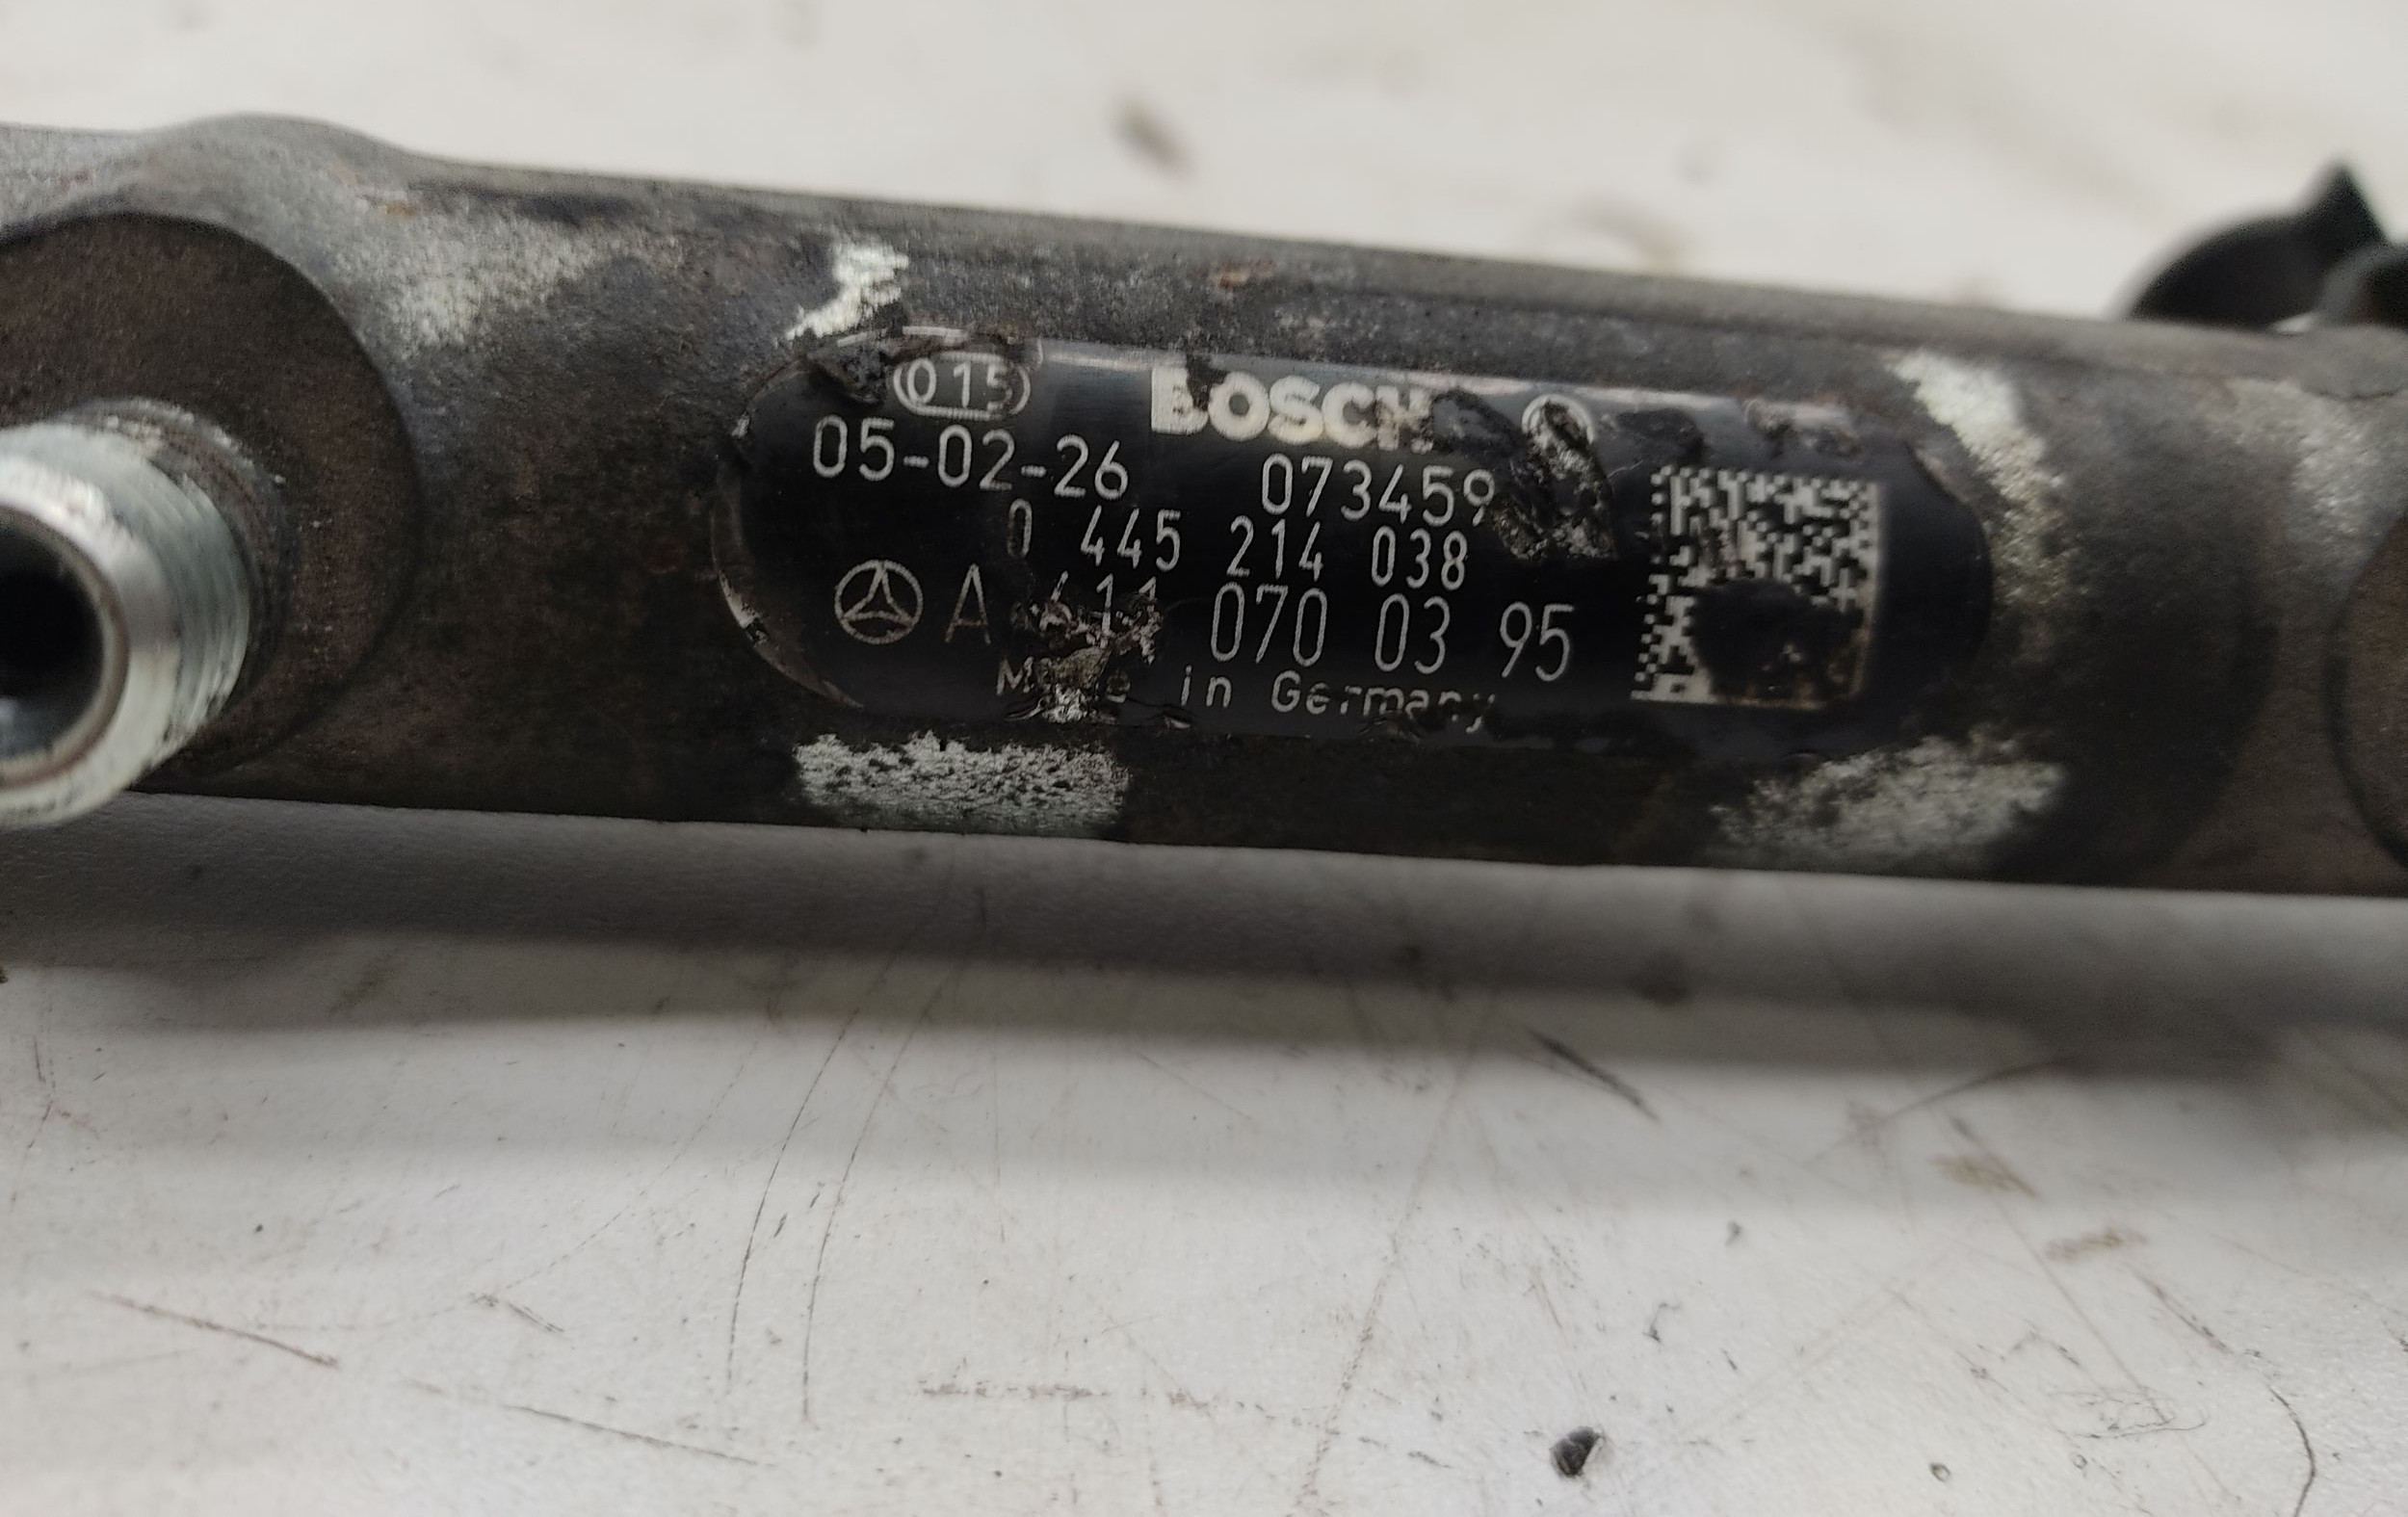 015 BOSCH
05-02-26 073459
0 445 214 038
A 070 03 95
in Germany